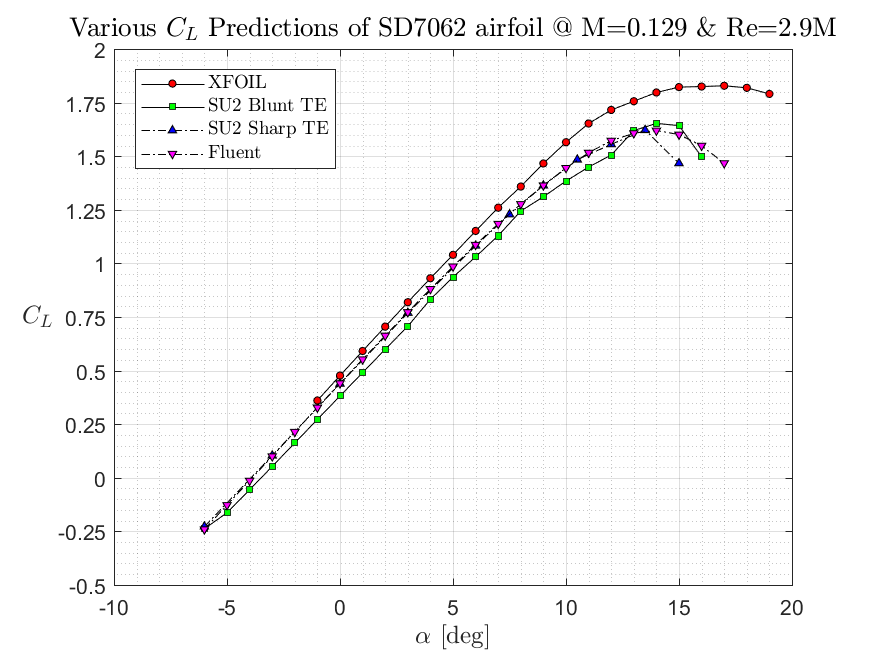 Various C_L Predictions of SD7062 airfoil @ M=0.129 & Re=2.9M
2
XFOIL
SU2 Blunt TE
SU2 Sharp TE
Fluent
1.75
1.5
1.25
1
C_L
0.75
0.5
0.25
0
-0.25
-0.5
-10 -5 0 5 10 15 20
α [deg]